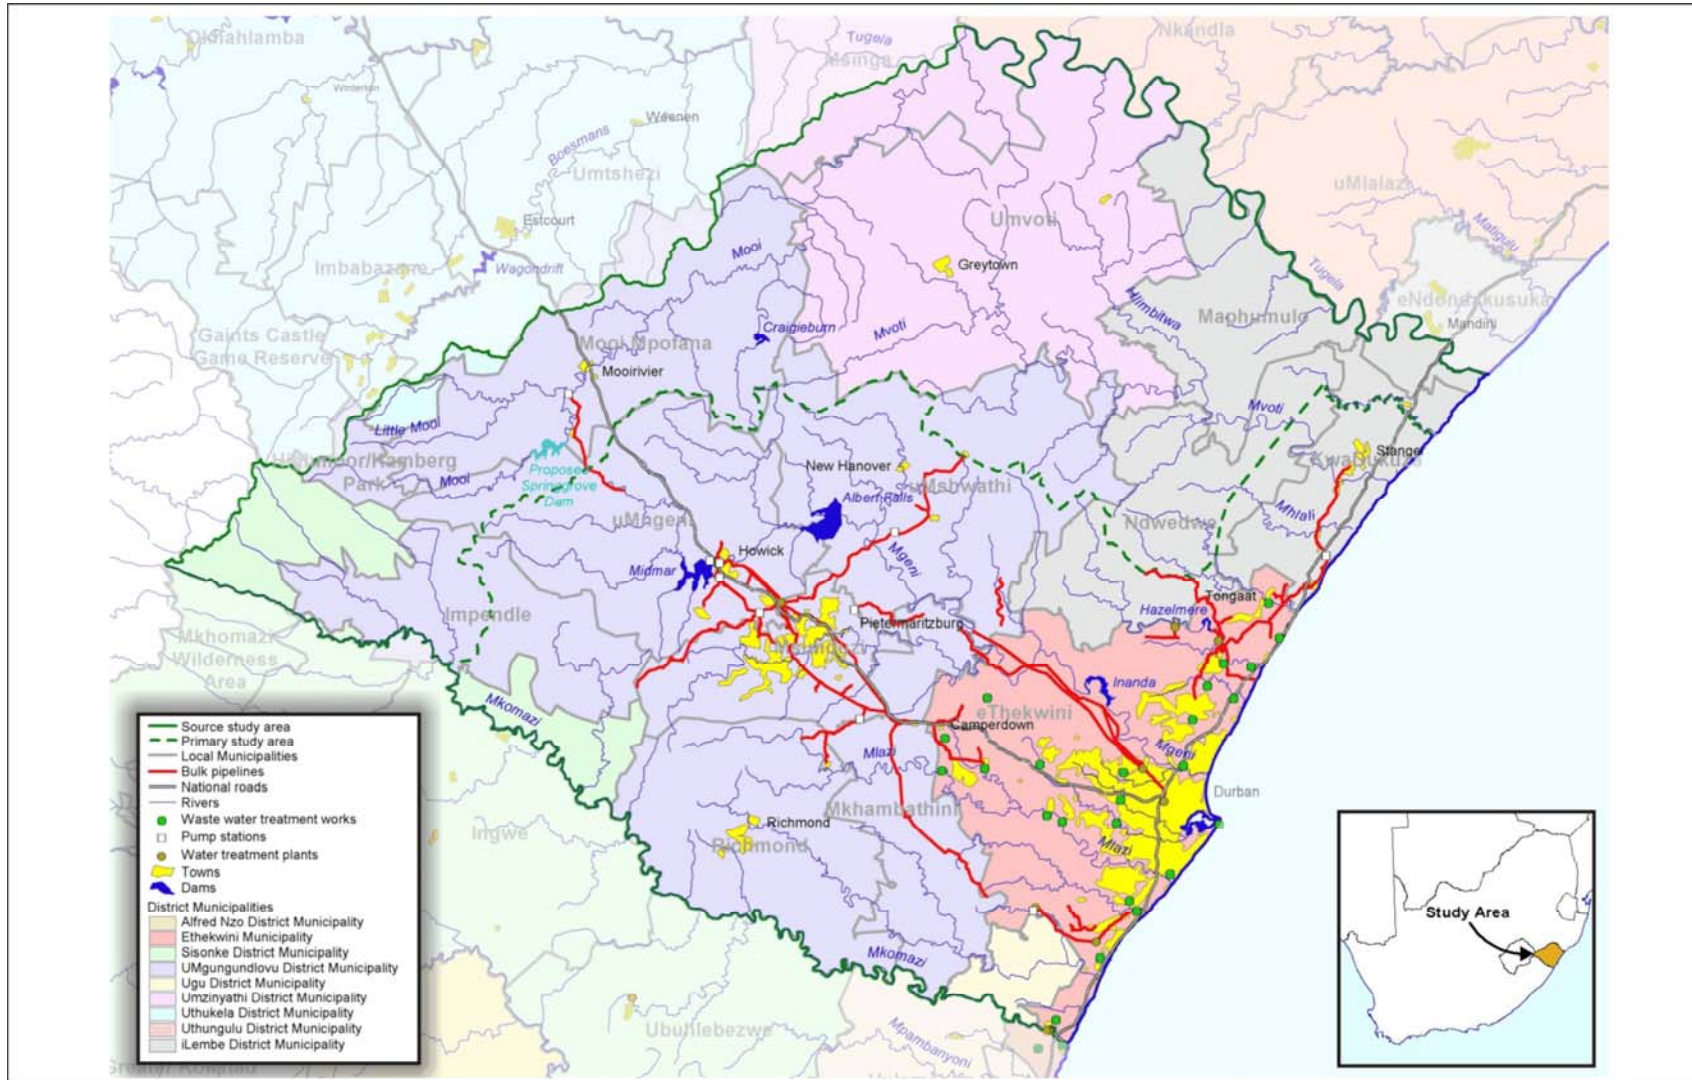 Okhahlamba
Tugela
Msinga
Nkandla
Winterton
Weenen
Boesmans
Umtshezi
uMlalazi
Umvoti
Estcourt
Matigulu
Mooi
Imbabazane
Wagondrift
Greytown
Tugela
eNdondakusuka
Hlimbitwa
Maphumulo
Mandini
Gaints Castle
Game Reserve
Craigieburn
Mvoti
Mooi Mpofana
Mooirivier
Mvoti
Little Mooi
Stanger
KwaDukuza
Highmoor/Kamberg
Park
Mooi
Proposed
Springgrove
Dam
New Hanover
uMshwathi
Albert Falls
Mhlali
uMngeni
Ndwedwe
Howick
Mgeni
Midmar
Tongaat
Impendle
Hazelmere
Pietermaritzburg
Mkhomazi
Wilderness
Area
Msunduzi
Inanda
Mkomazi
eThekwini
Camperdown
Mlazi
Mgeni
Durban
Mkhambathini
Richmond
Richmond
Ingwe
Mlazi
Mkomazi
Ubuhlebezwe
Mpambanyoni
Source study area
Primary study area
Local Municipalities
Bulk pipelines
National roads
Rivers
Waste water treatment works
Pump stations
Water treatment plants
Towns
Dams
District Municipalities
Alfred Nzo District Municipality
Ethekwini Municipality
Sisonke District Municipality
UMgungundlovu District Municipality
Ugu District Municipality
Umzinyathi District Municipality
Uthukela District Municipality
Uthungulu District Municipality
iLembe District Municipality
Study Area